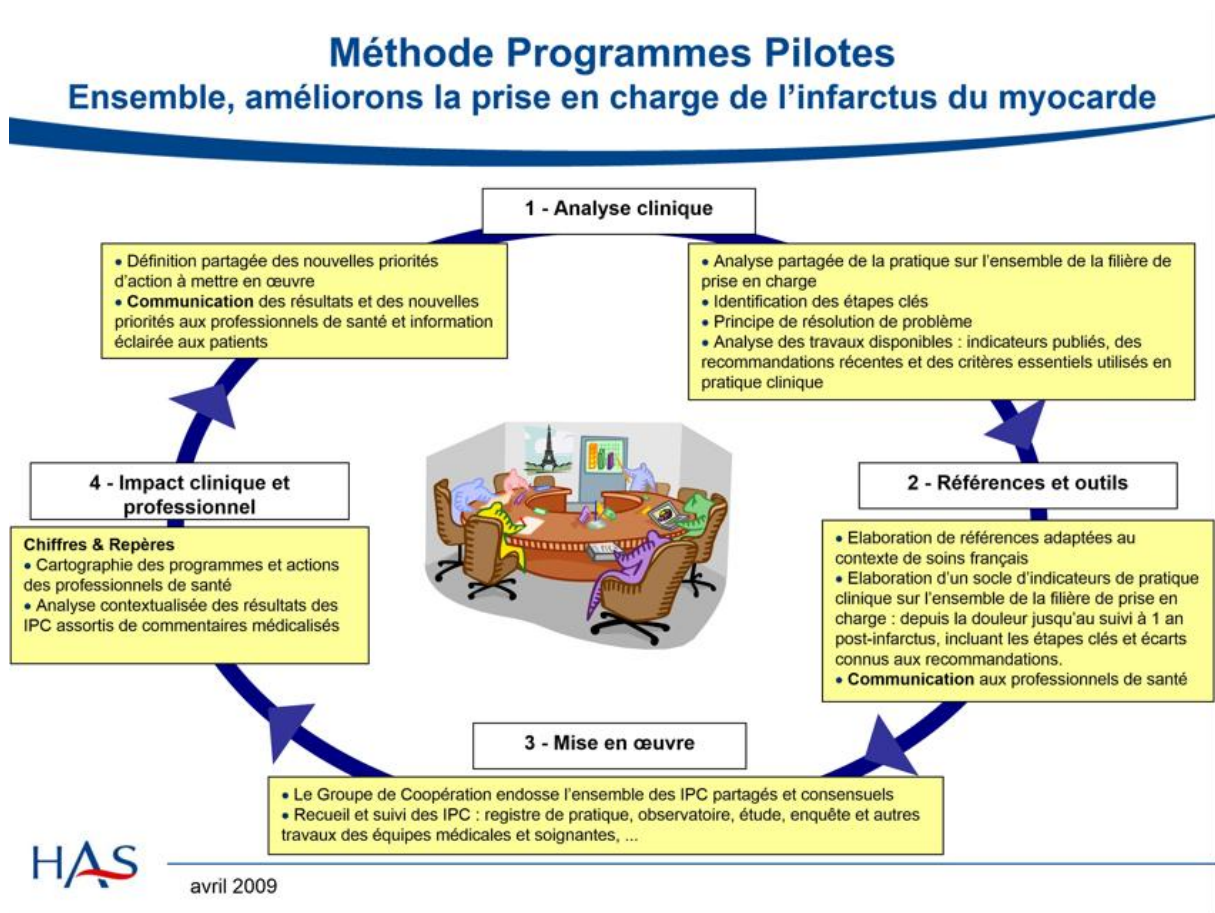 Méthode Programmes Pilotes
Ensemble, améliorons la prise en charge de l'infarctus du myocarde
1 - Analyse clinique
• Définition partagée des nouvelles priorités
d'action à mettre en œuvre
• Communication des résultats et des nouvelles
priorités aux professionnels de santé et information
éclairée aux patients
• Analyse partagée de la pratique sur l'ensemble de la filière de
prise en charge
• Identification des étapes clés
• Principe de résolution de problème
• Analyse des travaux disponibles : indicateurs publiés, des
recommandations récentes et des critères essentiels utilisés en
pratique clinique
4 - Impact clinique et
professionnel
Chiffres & Repères
• Cartographie des programmes et actions
des professionnels de santé
• Analyse contextualisée des résultats des
IPC assortis de commentaires médicalisés
2 - Références et outils
• Elaboration de références adaptées au
contexte de soins français
• Elaboration d'un socle d'indicateurs de pratique
clinique sur l'ensemble de la filière de prise en
charge : depuis la douleur jusqu'au suivi à 1 an
post-infarctus, incluant les étapes clés et écarts
connus aux recommandations.
• Communication aux professionnels de santé
3 - Mise en œuvre
• Le Groupe de Coopération endosse l'ensemble des IPC partagés et consensuels
• Recueil et suivi des IPC : registre de pratique, observatoire, étude, enquête et autres
travaux des équipes médicales et soignantes, ...
HAS
avril 2009